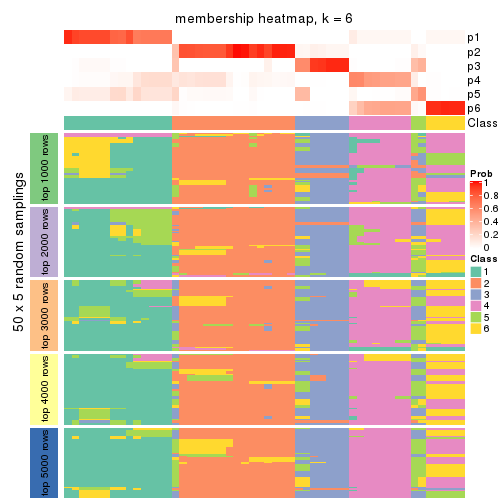 membership heatmap, k = 6
p1
p2
p3
p4
p5
p6
Class
50 x 5 random samplings
top 1000 rows
top 2000 rows
top 3000 rows
top 4000 rows
top 5000 rows
Prob
1
0.8
0.6
0.4
0.2
0
Class
1
2
3
4
5
6